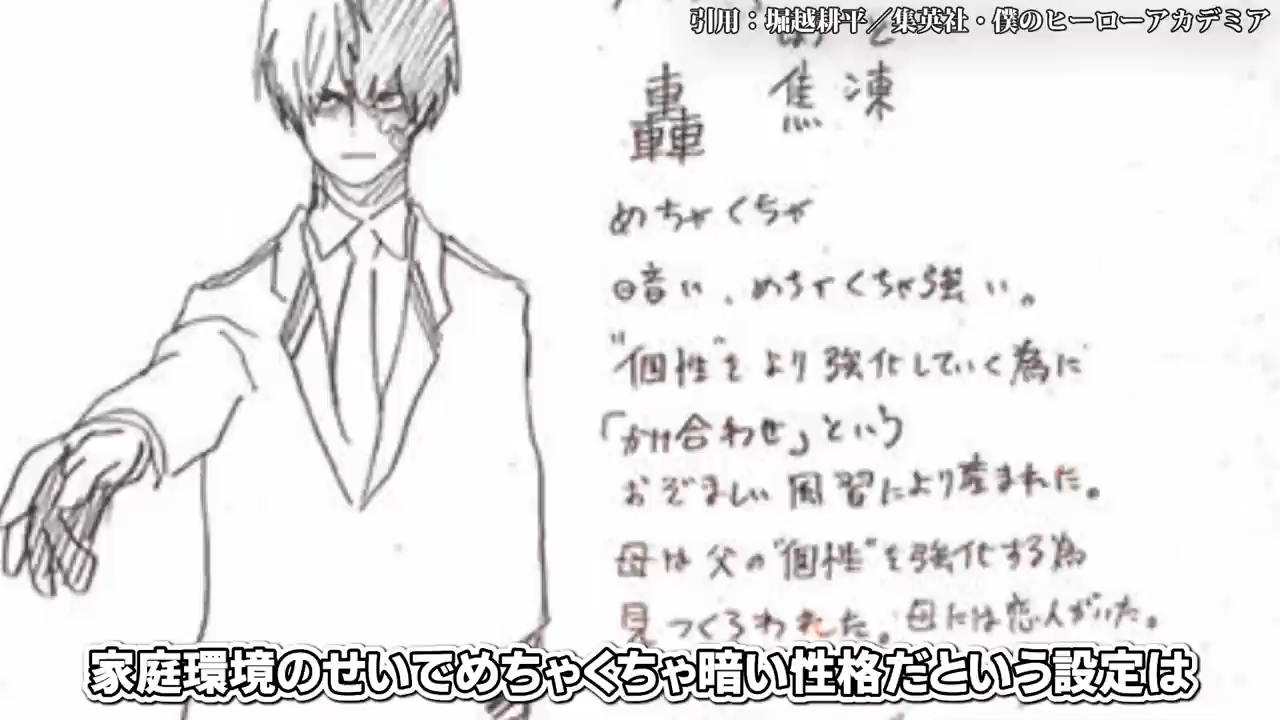 引用：堀越耕平／集英社・僕のヒーローアカデミア
轟 焦凍
めちゃくちゃ
暗い、めちゃくちゃ強い。
"個性"をより強化していく為に
「かけ合わせ」という
おぞましい風習により産まれた。
母は父の"個性"を強化する為
見つくろわれた。母には恋人がいた。
家庭環境のせいでめちゃくちゃ暗い性格だという設定は